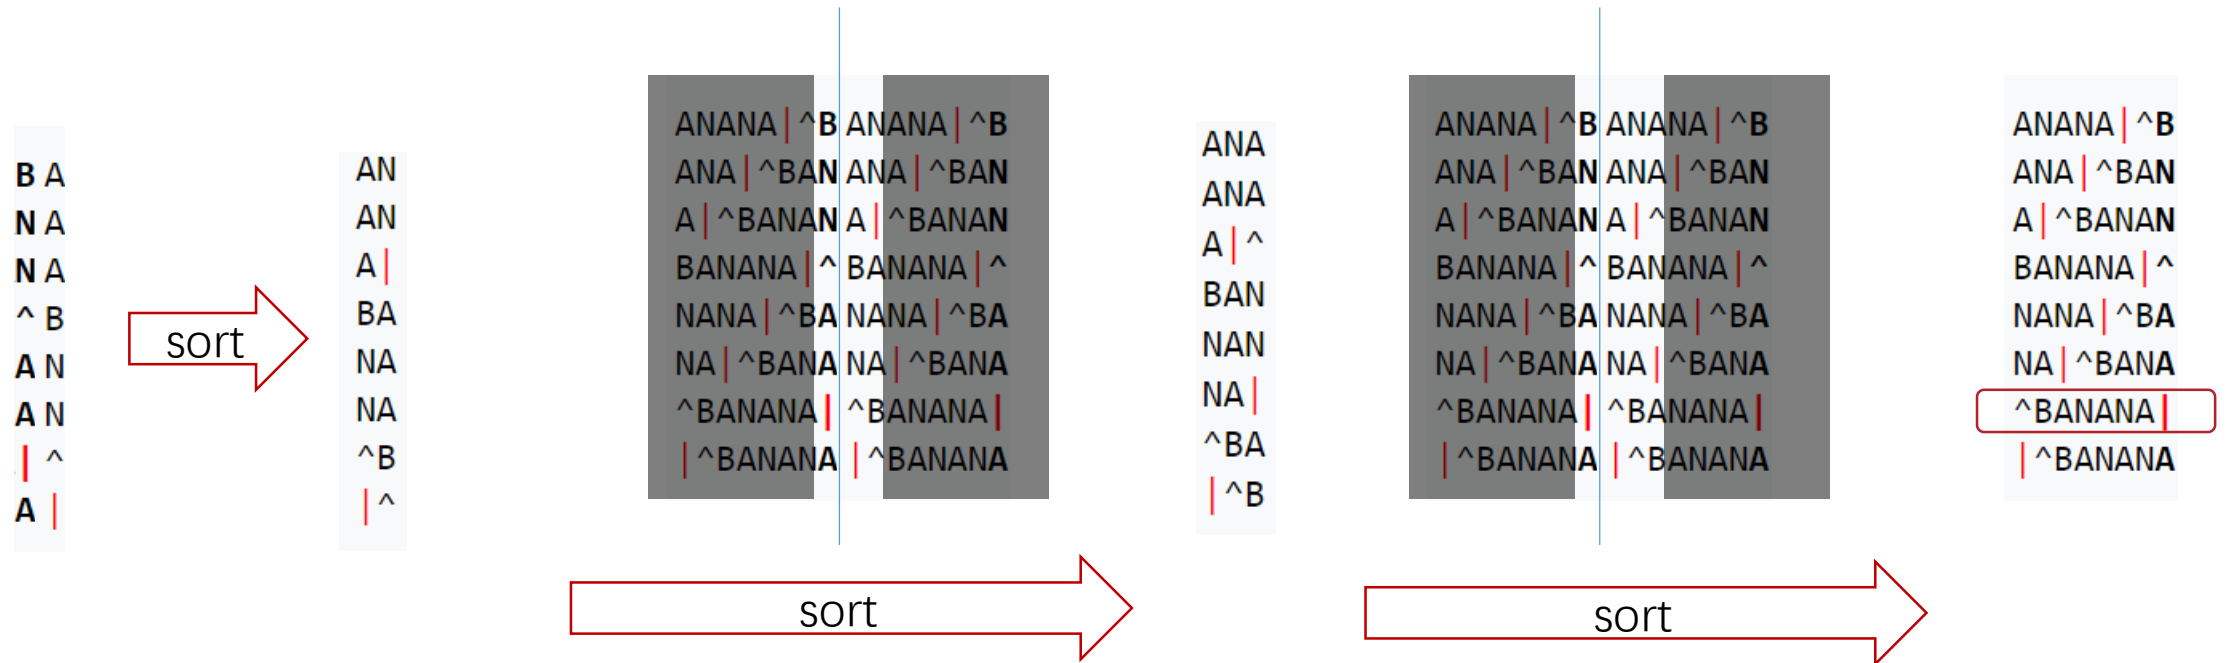 B A
N A
N A
^ B
A N
A N
| ^
A |
sort
AN
AN
A|
BA
NA
NA
^B
|^
ANANA|^B ANANA|^B
ANA|^BAN ANA|^BAN
A|^BANAN A|^BANAN
BANANA|^ BANANA|^
NANA|^BA NANA|^BA
NA|^BANA NA|^BANA
^BANANA| ^BANANA|
|^BANANA |^BANANA
sort
ANA
ANA
A|^
BAN
NAN
NA|
^BA
|^B
ANANA|^B ANANA|^B
ANA|^BAN ANA|^BAN
A|^BANAN A|^BANAN
BANANA|^ BANANA|^
NANA|^BA NANA|^BA
NA|^BANA NA|^BANA
^BANANA| ^BANANA|
|^BANANA |^BANANA
sort
ANANA|^B
ANA|^BAN
A|^BANAN
BANANA|^
NANA|^BA
NA|^BANA
^BANANA|
|^BANANA